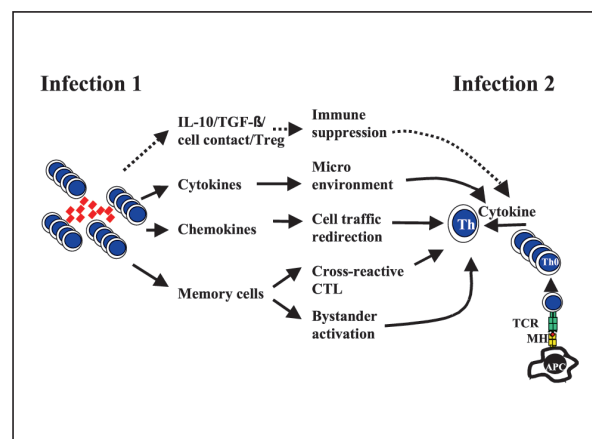 Infection 1
Infection 2
IL-10/TGF-ß/
cell contact/Treg
Immune
suppression
Cytokines
Micro
environment
Chemokines
Cell traffic
redirection
Memory cells
Cross-reactive
CTL
Bystander
activation
Th
Cytokine
Th0
TCR
MH
APC